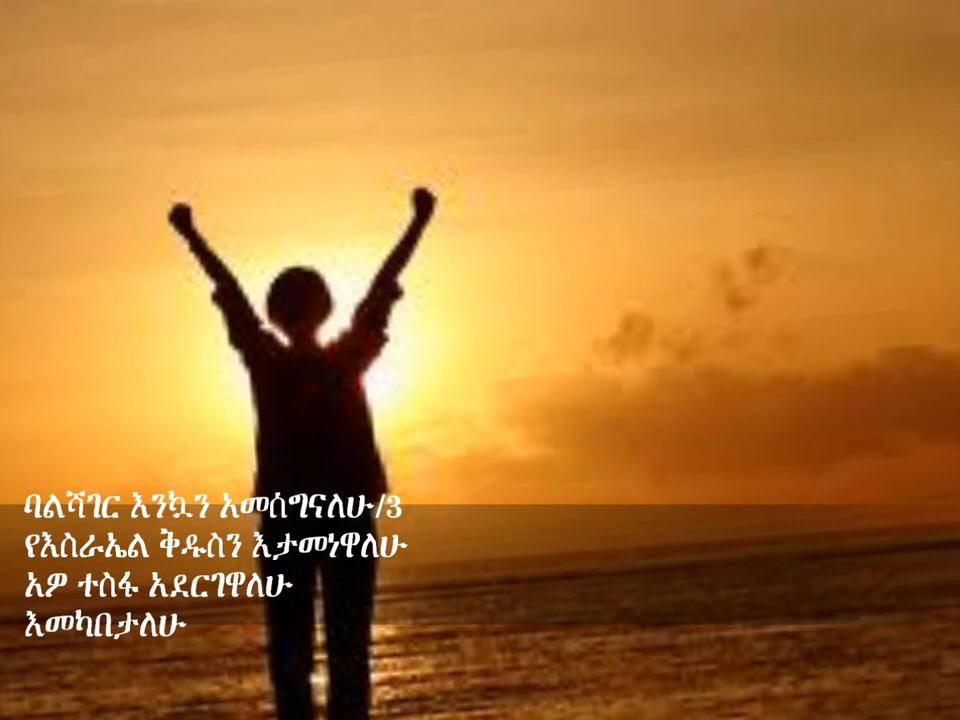 ባልሻገር እንኳን አመሰግናለሁ/3
የእስራኤል ቅዱስን እታመነዋለሁ
አዎ ተስፋ አደርገዋለሁ
እመካበታለሁ